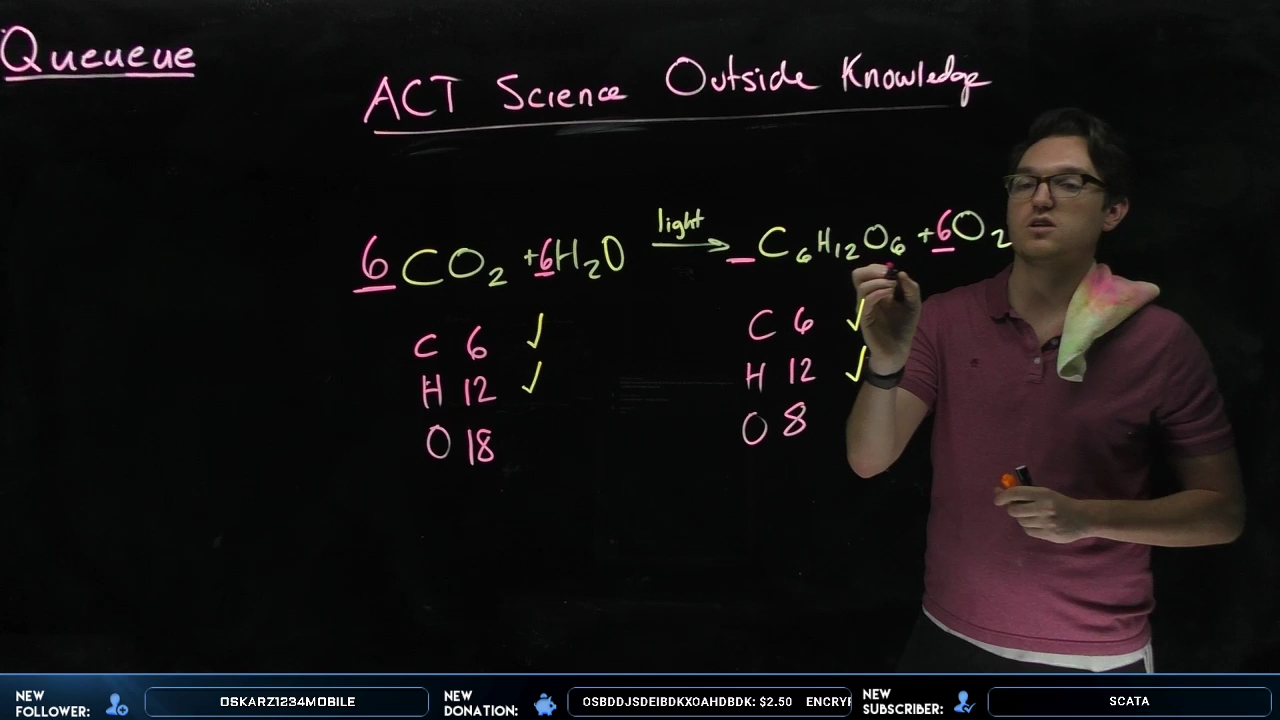 Queueue
ACT Science Outside Knowledge
light
6CO2 + 6H2O → _C6H12O6 + 6O2
C 6 ✓ C 6 ✓
H 12 ✓ H 12 ✓
O 18 O 8
NEW FOLLOWER: OSKARZ1234MOBILE NEW DONATION: OSBDDJSDEIBDKXOAHDBDK: $2.50 ENCRYF NEW SUBSCRIBER: SCATA